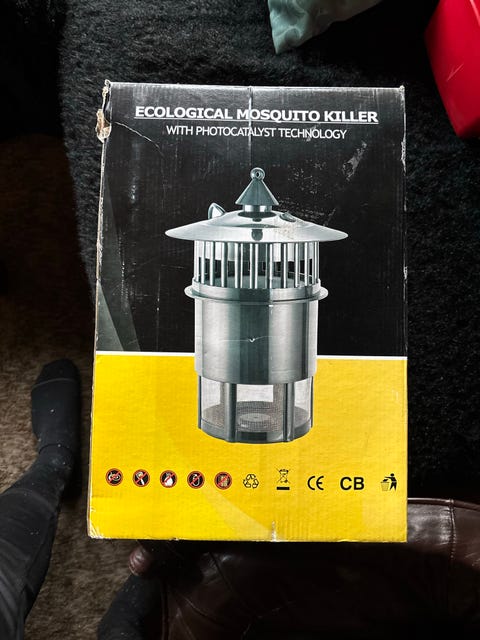 ECOLOGICAL MOSQUITO KILLER
WITH PHOTOCATALYST TECHNOLOGY
CE CB